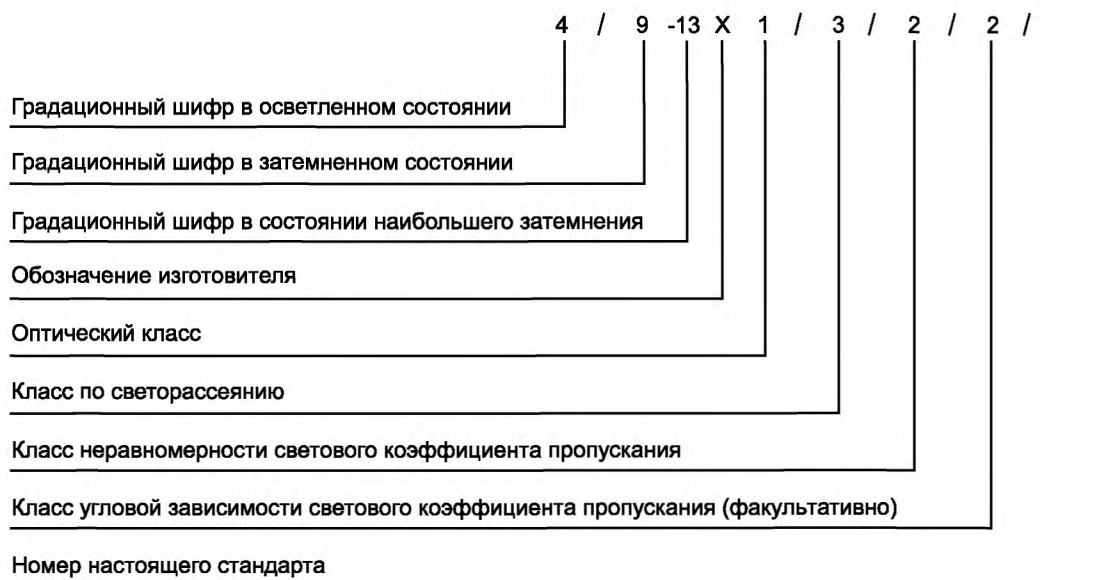 4 / 9 -13 X 1 / 3 / 2 / 2 /
Градационный шифр в осветленном состоянии
Градационный шифр в затемненном состоянии
Градационный шифр в состоянии наибольшего затемнения
Обозначение изготовителя
Оптический класс
Класс по светорассеянию
Класс неравномерности светового коэффициента пропускания
Класс угловой зависимости светового коэффициента пропускания (факультативно)
Номер настоящего стандарта